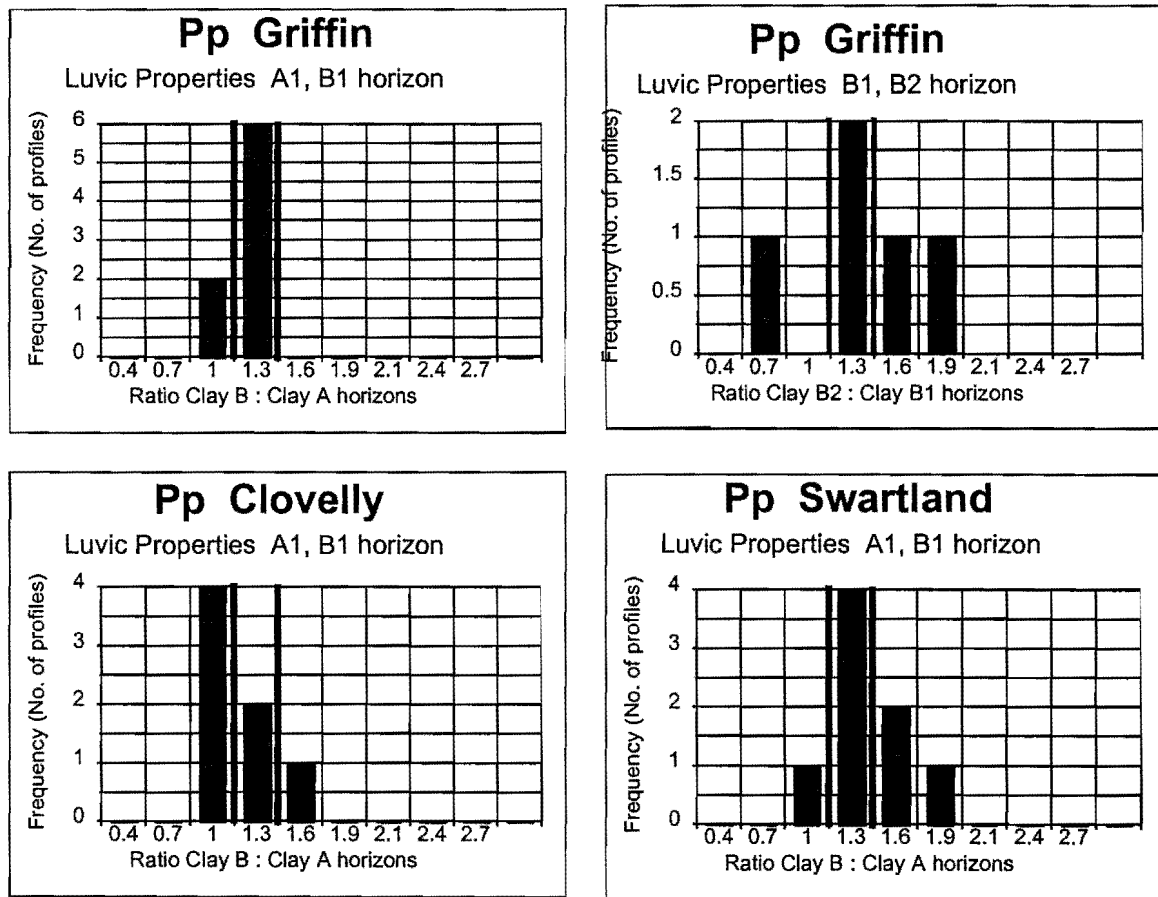 Pp Griffin
Luvic Properties A1, B1 horizon
Frequency (No. of profiles)
6
5
4
3
2
1
0
0.4 0.7 1 1.3 1.6 1.9 2.1 2.4 2.7
Ratio Clay B : Clay A horizons
Pp Griffin
Luvic Properties B1, B2 horizon
Frequency (No. of profiles)
2
1.5
1
0.5
0
0.4 0.7 1 1.3 1.6 1.9 2.1 2.4 2.7
Ratio Clay B2 : Clay B1 horizons
Pp Clovelly
Luvic Properties A1, B1 horizon
Frequency (No. of profiles)
4
3
2
1
0
0.4 0.7 1 1.3 1.6 1.9 2.1 2.4 2.7
Ratio Clay B : Clay A horizons
Pp Swartland
Luvic Properties A1, B1 horizon
Frequency (No. of profiles)
4
3
2
1
0
0.4 0.7 1 1.3 1.6 1.9 2.1 2.4 2.7
Ratio Clay B : Clay A horizons